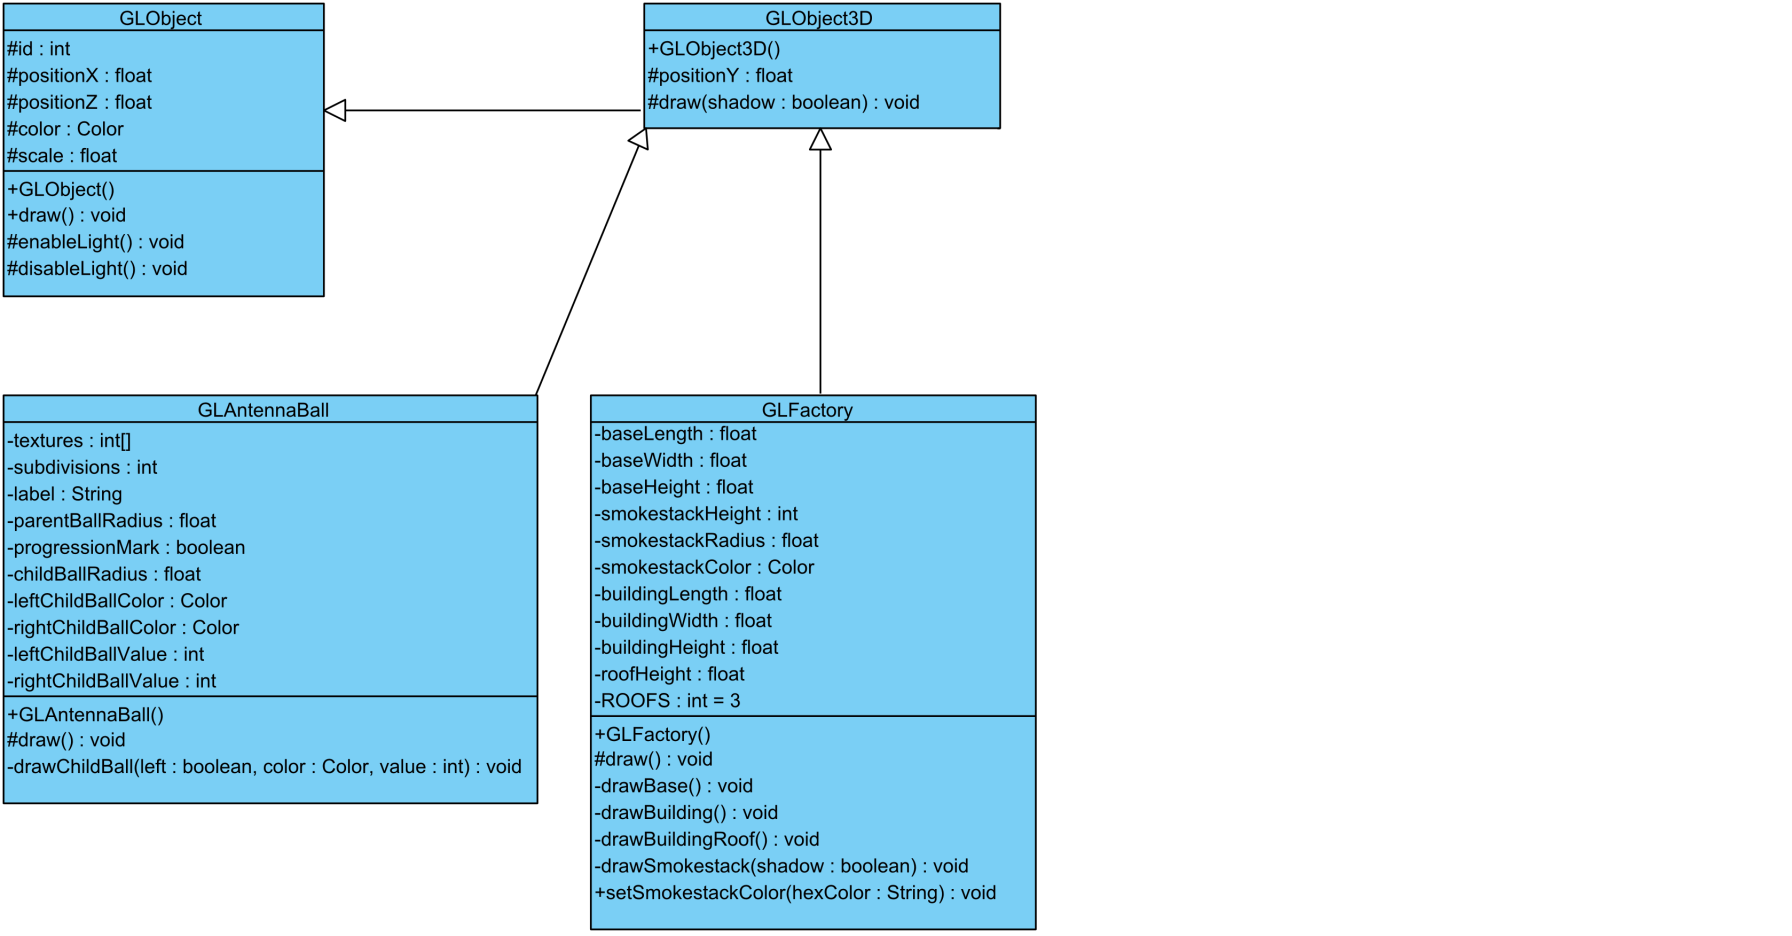 GLObject
#id : int
#positionX : float
#positionZ : float
#color : Color
#scale : float
+GLObject()
+draw() : void
#enableLight() : void
#disableLight() : void
GLObject3D
+GLObject3D()
#positionY : float
#draw(shadow : boolean) : void
GLAntennaBall
-textures : int[]
-subdivisions : int
-label : String
-parentBallRadius : float
-progressionMark : boolean
-childBallRadius : float
-leftChildBallColor : Color
-rightChildBallColor : Color
-leftChildBallValue : int
-rightChildBallValue : int
+GLAntennaBall()
#draw() : void
-drawChildBall(left : boolean, color : Color, value : int) : void
GLFactory
-baseLength : float
-baseWidth : float
-baseHeight : float
-smokestackHeight : int
-smokestackRadius : float
-smokestackColor : Color
-buildingLength : float
-buildingWidth : float
-buildingHeight : float
-roofHeight : float
-ROOFS : int = 3
+GLFactory()
#draw() : void
-drawBase() : void
-drawBuilding() : void
-drawBuildingRoof() : void
-drawSmokestack(shadow : boolean) : void
+setSmokestackColor(hexColor : String) : void